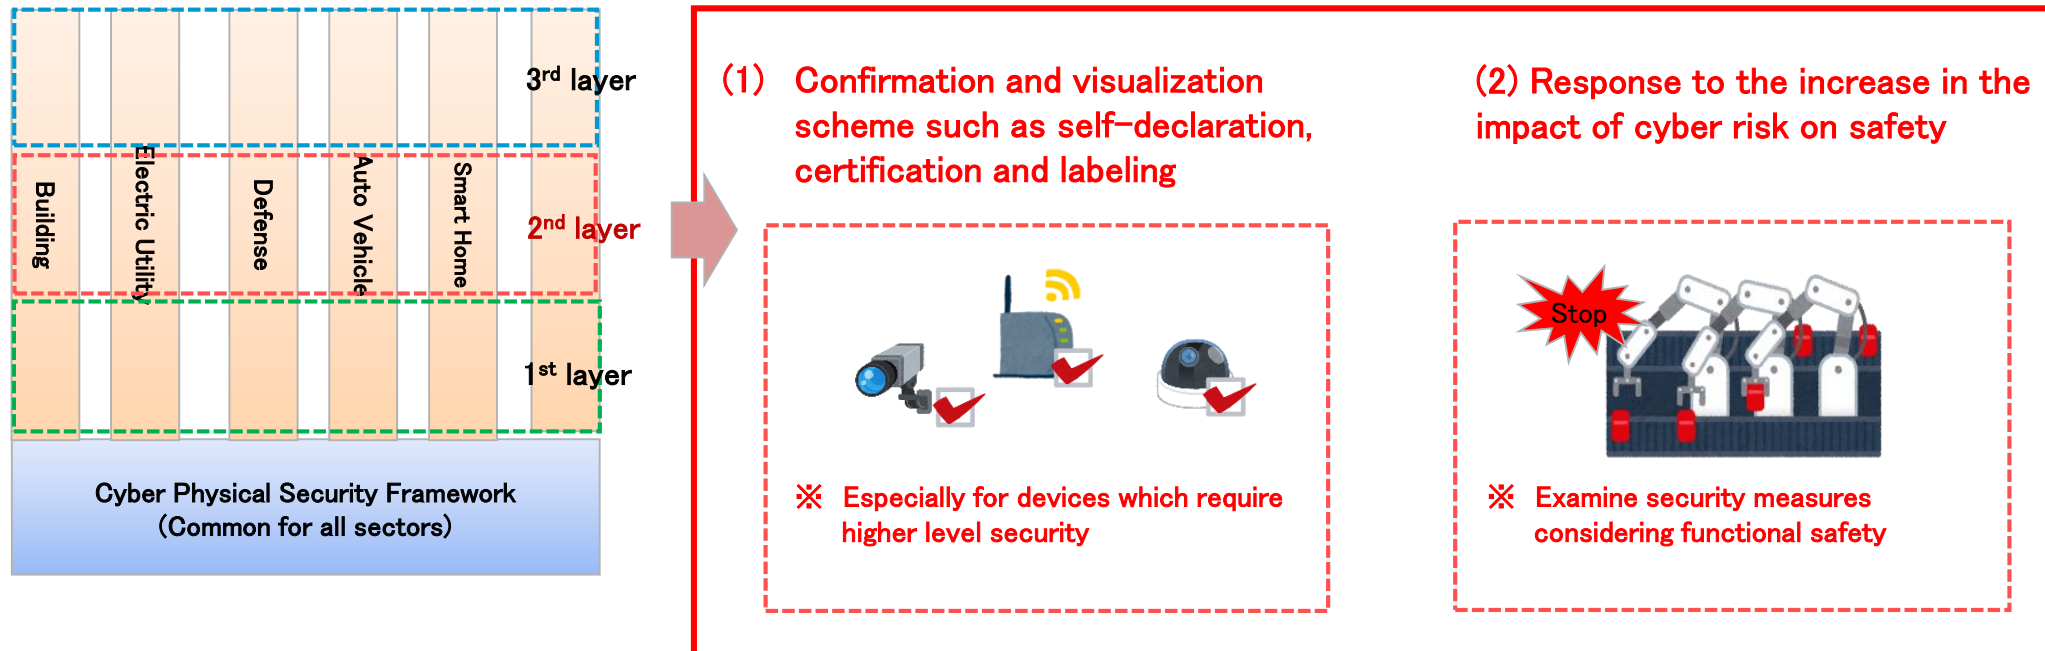 3rd layer
Building
Electric Utility
Defense
Auto Vehicle
Smart Home
2nd layer
1st layer
Cyber Physical Security Framework
(Common for all sectors)
(1) Confirmation and visualization
scheme such as self-declaration,
certification and labeling
※ Especially for devices which require
higher level security
(2) Response to the increase in the
impact of cyber risk on safety
Stop
※ Examine security measures
considering functional safety